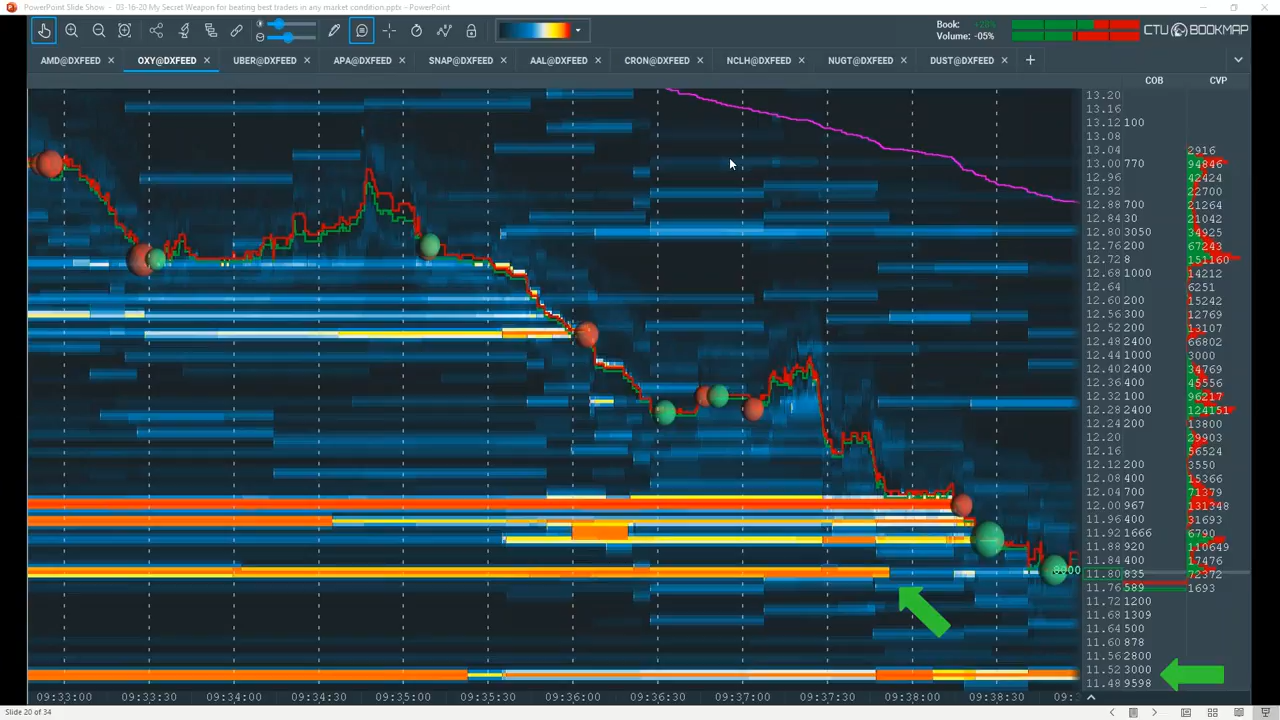 PowerPoint Slide Show - 03-16-20 My Secret Weapon for beating best traders in any market condition.pptx - PowerPoint
Book: +28%
Volume: -05%
CTU BOOKMAP
AMD@DXFEED × OXY@DXFEED × UBER@DXFEED × APA@DXFEED × SNAP@DXFEED × AAL@DXFEED × CRON@DXFEED × NCLH@DXFEED × NUGT@DXFEED × DUST@DXFEED × +
COB CVP
13.20
13.16
13.12 100
13.08
13.04 2916
13.00 770 94846
12.96 42424
12.92 22700
12.88 700 21264
12.84 30 21042
12.80 3050 34925
12.76 200 67243
12.72 8 151160
12.68 1000 14212
12.64 6251
12.60 200 15242
12.56 300 12769
12.52 200 13107
12.48 2400 66802
12.44 1000 3000
12.40 2400 34769
12.36 400 45556
12.32 100 96217
12.28 2400 124151
12.24 200 13800
12.20 29903
12.16 56524
12.12 200 3550
12.08 400 15366
12.04 700 71379
12.00 967 131348
11.96 400 31693
11.92 1666 6790
11.88 920 110649
11.84 400 17476
11.80 835 72372
11.76 589 1693
11.72 1200
11.68 1309
11.64 500
11.60 878
11.56 2800
11.52 3000
11.48 9598
09:33:00 09:33:30 09:34:00 09:34:30 09:35:00 09:35:30 09:36:00 09:36:30 09:37:00 09:37:30 09:38:00 09:38:30 09:
Slide 20 of 34